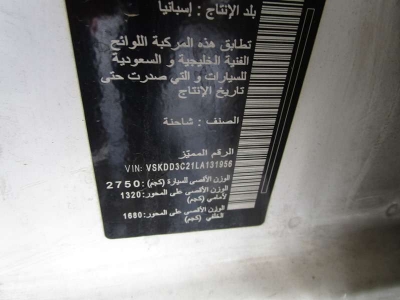 بلد الإنتاج : إسبانيا
تطابق هذه المركبة اللوائح
الفنية الخليجية و السعودية
للسيارات و التي صدرت حتى
تاريخ الإنتاج
الصنف : شاحنة
الرقم المميّز
VIN: VSKDD3C21LA131956
الوزن الأقصى للسيارة (كجم): 2750
الوزن الأقصى على المحور: 1320
الأمامي (كجم)
الوزن الأقصى على المحور: 1680
الخلفي (كجم)